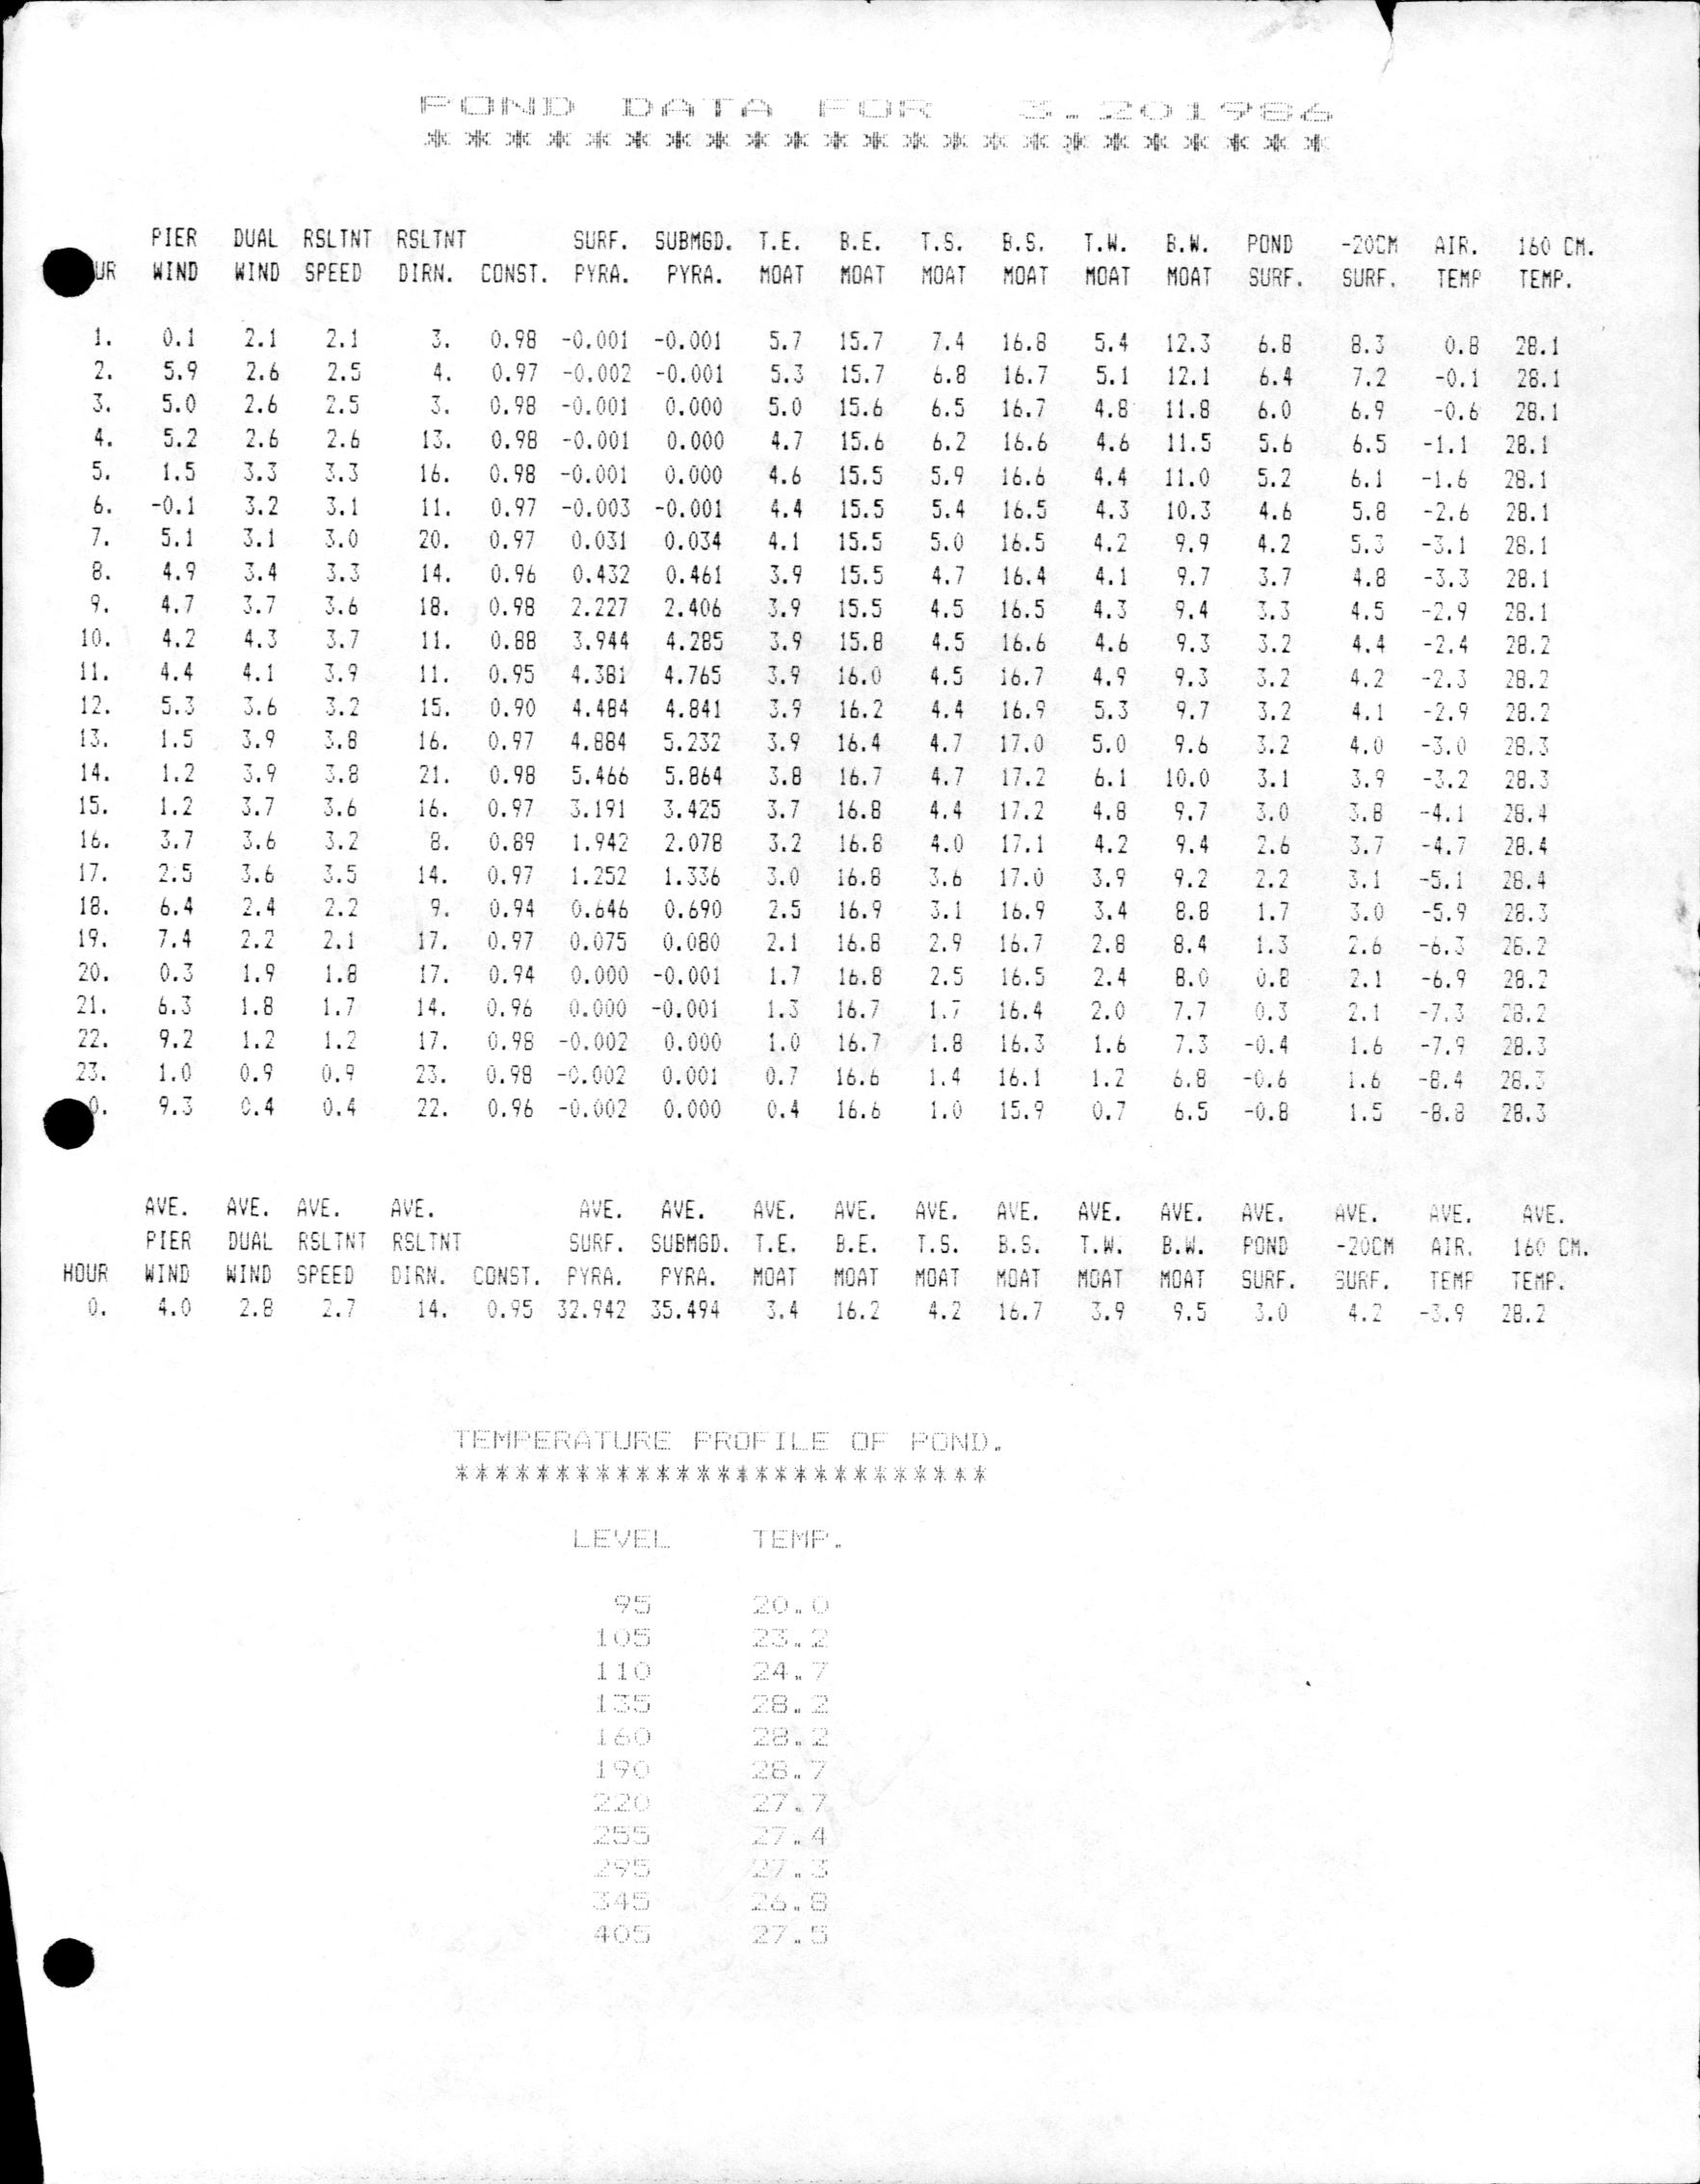 POND DATA FOR 3.201986
***********************
PIER DUAL RSLTNT RSLTNT SURF. SUBMGD. T.E. B.E. T.S. B.S. T.W. B.W. POND -20CM AIR. 160 CM.
UR WIND WIND SPEED DIRN. CONST. PYRA. PYRA. MOAT MOAT MOAT MOAT MOAT MOAT SURF. SURF. TEMP TEMP.
1. 0.1 2.1 2.1 3. 0.98 -0.001 -0.001 5.7 15.7 7.4 16.8 5.4 12.3 6.8 8.3 0.8 28.1
2. 5.9 2.6 2.5 4. 0.97 -0.002 -0.001 5.3 15.7 6.8 16.7 5.1 12.1 6.4 7.2 -0.1 28.1
3. 5.0 2.6 2.5 3. 0.98 -0.001 0.000 5.0 15.6 6.5 16.7 4.8 11.8 6.0 6.9 -0.6 28.1
4. 5.2 2.6 2.6 13. 0.98 -0.001 0.000 4.7 15.6 6.2 16.6 4.6 11.5 5.6 6.5 -1.1 28.1
5. 1.5 3.3 3.3 16. 0.98 -0.001 0.000 4.6 15.5 5.9 16.6 4.4 11.0 5.2 6.1 -1.6 28.1
6. -0.1 3.2 3.1 11. 0.97 -0.003 -0.001 4.4 15.5 5.4 16.5 4.3 10.3 4.6 5.8 -2.6 28.1
7. 5.1 3.1 3.0 20. 0.97 0.031 0.034 4.1 15.5 5.0 16.5 4.2 9.9 4.2 5.3 -3.1 28.1
8. 4.9 3.4 3.3 14. 0.96 0.432 0.461 3.9 15.5 4.7 16.4 4.1 9.7 3.7 4.8 -3.3 28.1
9. 4.7 3.7 3.6 18. 0.98 2.227 2.406 3.9 15.5 4.5 16.5 4.3 9.4 3.3 4.5 -2.9 28.1
10. 4.2 4.3 3.7 11. 0.88 3.944 4.285 3.9 15.8 4.5 16.6 4.6 9.3 3.2 4.4 -2.4 28.2
11. 4.4 4.1 3.9 11. 0.95 4.381 4.765 3.9 16.0 4.5 16.7 4.9 9.3 3.2 4.2 -2.3 28.2
12. 5.3 3.6 3.2 15. 0.90 4.484 4.841 3.9 16.2 4.4 16.9 5.3 9.7 3.2 4.1 -2.9 28.2
13. 1.5 3.9 3.8 16. 0.97 4.884 5.232 3.9 16.4 4.7 17.0 5.0 9.6 3.2 4.0 -3.0 28.3
14. 1.2 3.9 3.8 21. 0.98 5.466 5.864 3.8 16.7 4.7 17.2 6.1 10.0 3.1 3.9 -3.2 28.3
15. 1.2 3.7 3.6 16. 0.97 3.191 3.425 3.7 16.8 4.4 17.2 4.8 9.7 3.0 3.8 -4.1 28.4
16. 3.7 3.6 3.2 8. 0.89 1.942 2.078 3.2 16.8 4.0 17.1 4.2 9.4 2.6 3.7 -4.7 28.4
17. 2.5 3.6 3.5 14. 0.97 1.252 1.336 3.0 16.8 3.6 17.0 3.9 9.2 2.2 3.1 -5.1 28.4
18. 6.4 2.4 2.2 9. 0.94 0.646 0.690 2.5 16.9 3.1 16.9 3.4 8.8 1.7 3.0 -5.9 28.3
19. 7.4 2.2 2.1 17. 0.97 0.075 0.080 2.1 16.8 2.9 16.7 2.8 8.4 1.3 2.6 -6.3 28.2
20. 0.3 1.9 1.8 17. 0.94 0.000 -0.001 1.7 16.8 2.5 16.5 2.4 8.0 0.8 2.1 -6.9 28.2
21. 6.3 1.8 1.7 14. 0.96 0.000 -0.001 1.3 16.7 1.7 16.4 2.0 7.7 0.3 2.1 -7.3 28.2
22. 9.2 1.2 1.2 17. 0.98 -0.002 0.000 1.0 16.7 1.8 16.3 1.6 7.3 -0.4 1.6 -7.9 28.3
23. 1.0 0.9 0.9 23. 0.98 -0.002 0.001 0.7 16.6 1.4 16.1 1.2 6.8 -0.6 1.6 -8.4 28.3
0. 9.3 0.4 0.4 22. 0.96 -0.002 0.000 0.4 16.6 1.0 15.9 0.7 6.5 -0.8 1.5 -8.8 28.3
AVE. AVE. AVE. AVE. AVE. AVE. AVE. AVE. AVE. AVE. AVE. AVE. AVE. AVE. AVE. AVE.
PIER DUAL RSLTNT RSLTNT SURF. SUBMGD. T.E. B.E. T.S. B.S. T.W. B.W. POND -20CM AIR. 160 CM.
HOUR WIND WIND SPEED DIRN. CONST. PYRA. PYRA. MOAT MOAT MOAT MOAT MOAT MOAT SURF. SURF. TEMP TEMP.
0. 4.0 2.8 2.7 14. 0.95 32.942 35.494 3.4 16.2 4.2 16.7 3.9 9.5 3.0 4.2 -3.9 28.2
TEMPERATURE PROFILE OF POND.
***************************
LEVEL TEMP.
95 20.0
105 23.2
110 24.7
135 28.2
160 28.2
190 28.7
220 27.7
255 27.4
295 27.3
345 26.8
405 27.5